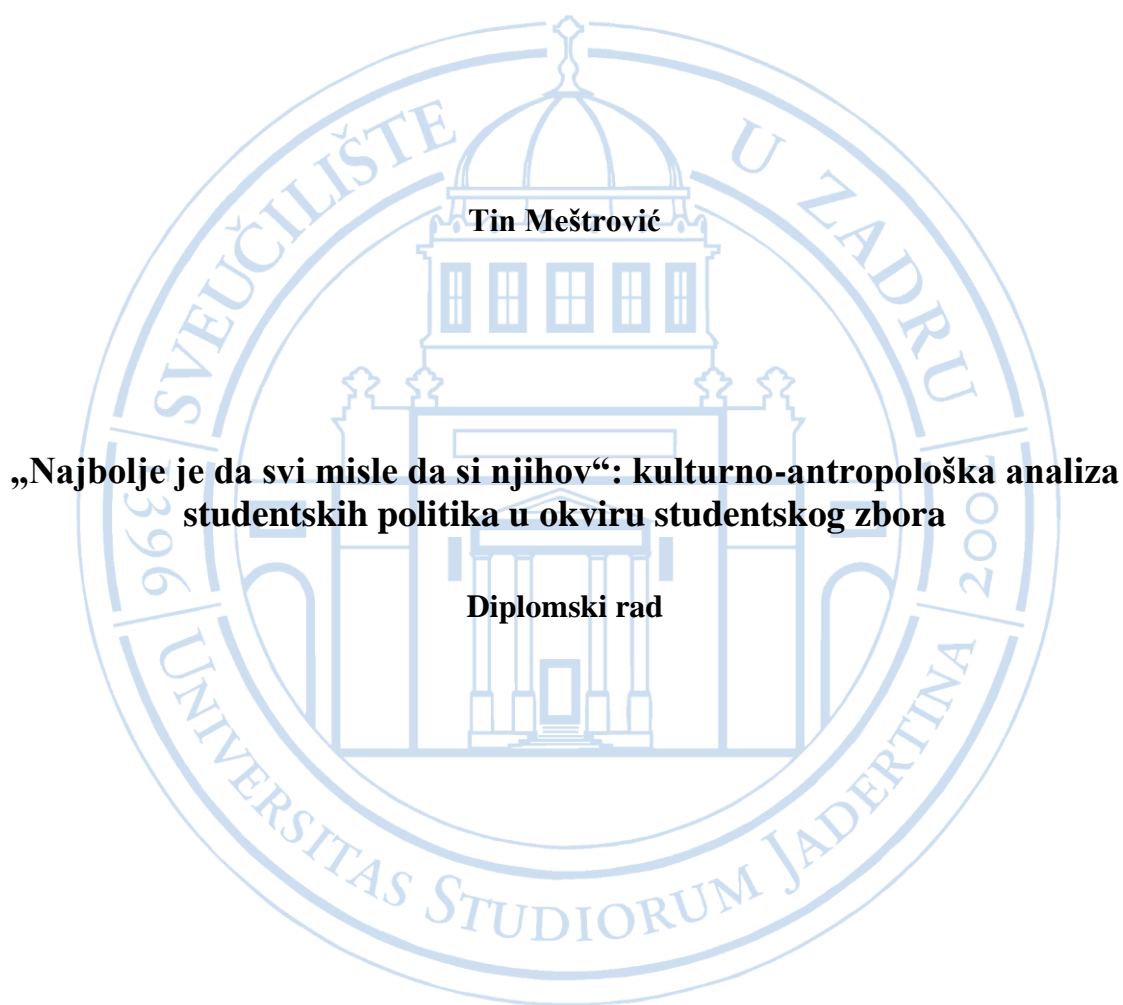 SVEUČILIŠTE U ZADRU
Tin Meštrović
„Najbolje je da svi misle da si njihov“: kulturno-antropološka analiza
studentskih politika u okviru studentskog zbora
1396
2002
Diplomski rad
UNIVERSITAS STUDIORUM JADERTINA